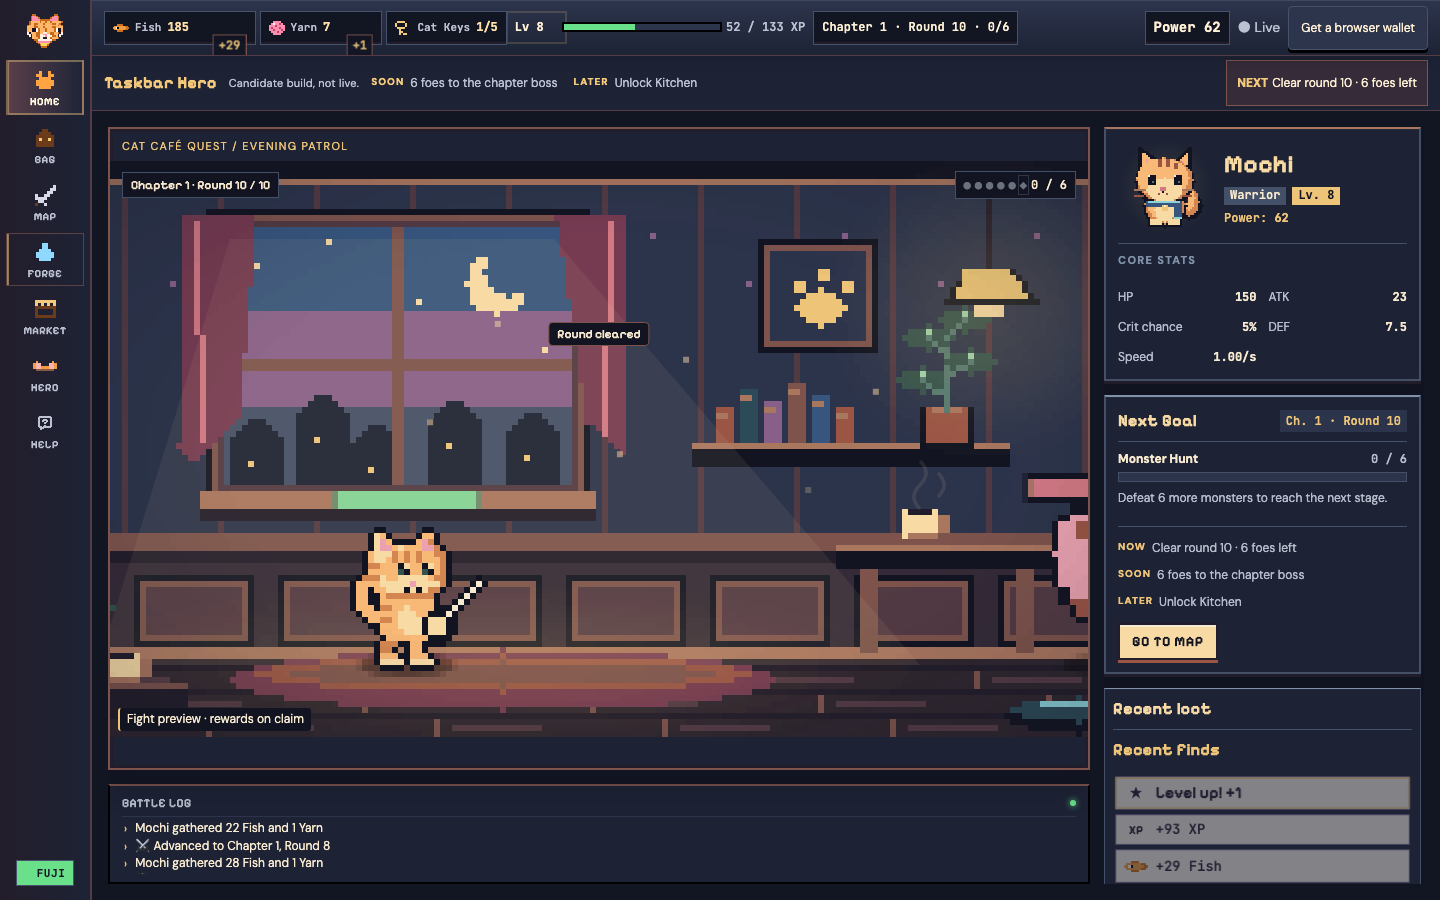 Fish 185
+29
Yarn 7
+1
Cat Keys 1/5
Lv 8
52 / 133 XP
Chapter 1 · Round 10 · 0/6
Power 62
Live
Get a browser wallet
Taskbar Hero
Candidate build, not live.
SOON 6 foes to the chapter boss
LATER Unlock Kitchen
NEXT Clear round 10 · 6 foes left
HOME
BAG
MAP
FORGE
MARKET
HERO
HELP
FUJI
CAT CAFÉ QUEST / EVENING PATROL
Chapter 1 · Round 10 / 10
0 / 6
Round cleared
Fight preview · rewards on claim
BATTLE LOG
› Mochi gathered 22 Fish and 1 Yarn
› Advanced to Chapter 1, Round 8
› Mochi gathered 28 Fish and 1 Yarn
Mochi
Warrior Lv. 8
Power: 62
CORE STATS
HP 150 ATK 23
Crit chance 5% DEF 7.5
Speed 1.00/s
Next Goal
Ch. 1 · Round 10
Monster Hunt 0 / 6
Defeat 6 more monsters to reach the next stage.
NOW Clear round 10 · 6 foes left
SOON 6 foes to the chapter boss
LATER Unlock Kitchen
GO TO MAP
Recent loot
Recent finds
★ Level up! +1
XP +93 XP
+29 Fish